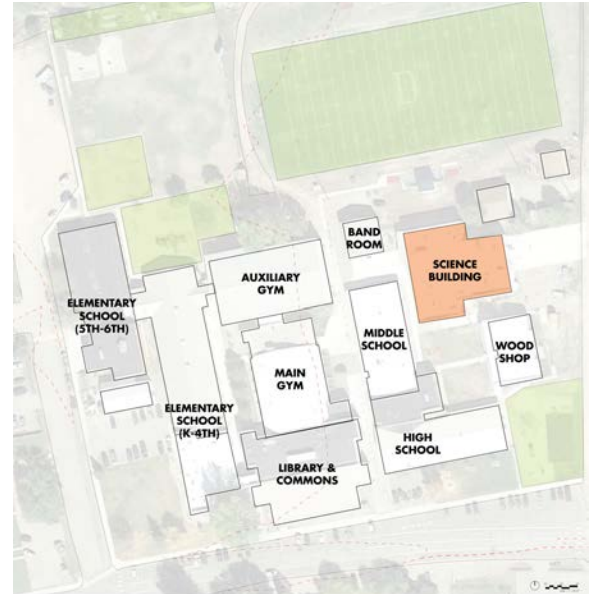 BAND
ROOM
SCIENCE
BUILDING
AUXILIARY
GYM
ELEMENTARY
SCHOOL
(5TH-6TH)
MIDDLE
SCHOOL
WOOD
SHOP
MAIN
GYM
ELEMENTARY
SCHOOL
(K-4TH)
HIGH
SCHOOL
LIBRARY &
COMMONS